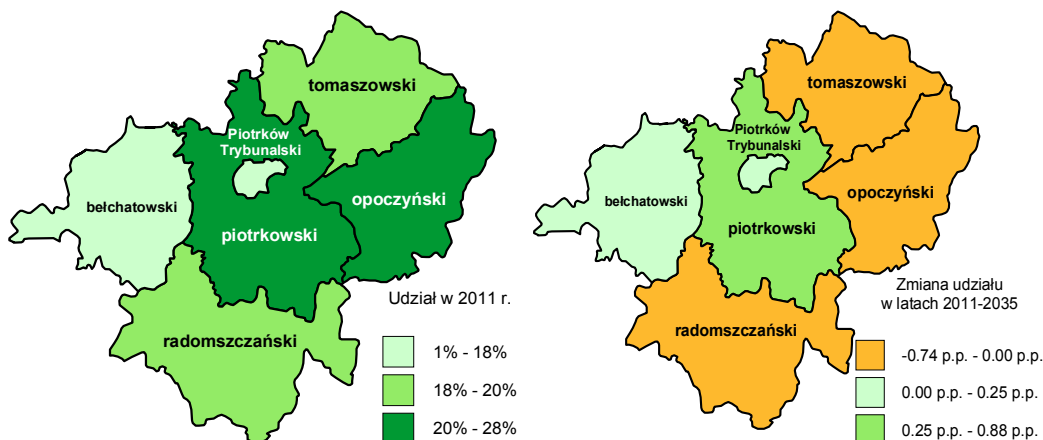 tomaszowski
Piotrków
Trybunalski
bełchatowski
opoczyński
piotrkowski
radomszczański
Udział w 2011 r.
1% - 18%
18% - 20%
20% - 28%
tomaszowski
Piotrków
Trybunalski
bełchatowski
opoczyński
piotrkowski
radomszczański
Zmiana udziału
w latach 2011-2035
-0.74 p.p. - 0.00 p.p.
0.00 p.p. - 0.25 p.p.
0.25 p.p. - 0.88 p.p.